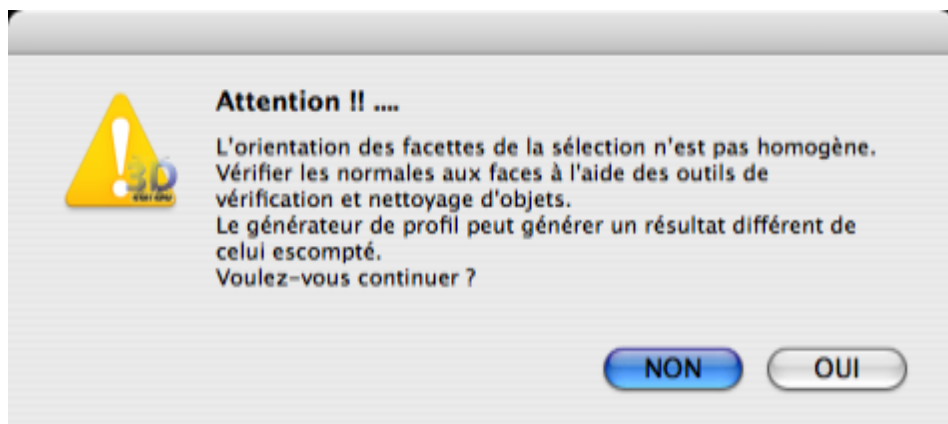 Attention !! ....
L'orientation des facettes de la sélection n'est pas homogène.
Vérifier les normales aux faces à l'aide des outils de
vérification et nettoyage d'objets.
Le générateur de profil peut générer un résultat différent de
celui escompté.
Voulez-vous continuer ?
3D
NON
OUI